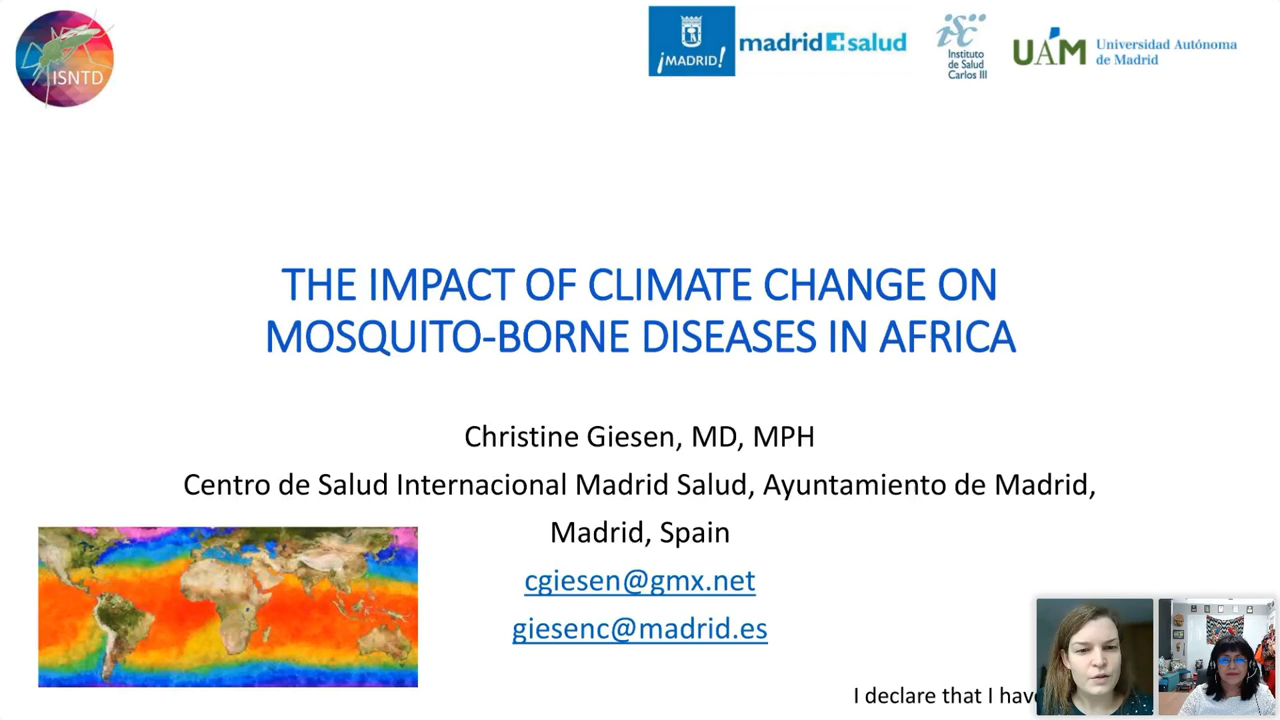 ISNTD
¡MADRID!
madrid salud
isc
Instituto
de Salud
Carlos III
UAM
Universidad Autónoma
de Madrid
THE IMPACT OF CLIMATE CHANGE ON
MOSQUITO-BORNE DISEASES IN AFRICA
Christine Giesen, MD, MPH
Centro de Salud Internacional Madrid Salud, Ayuntamiento de Madrid,
Madrid, Spain
cgiesen@gmx.net
giesenc@madrid.es
I declare that I have